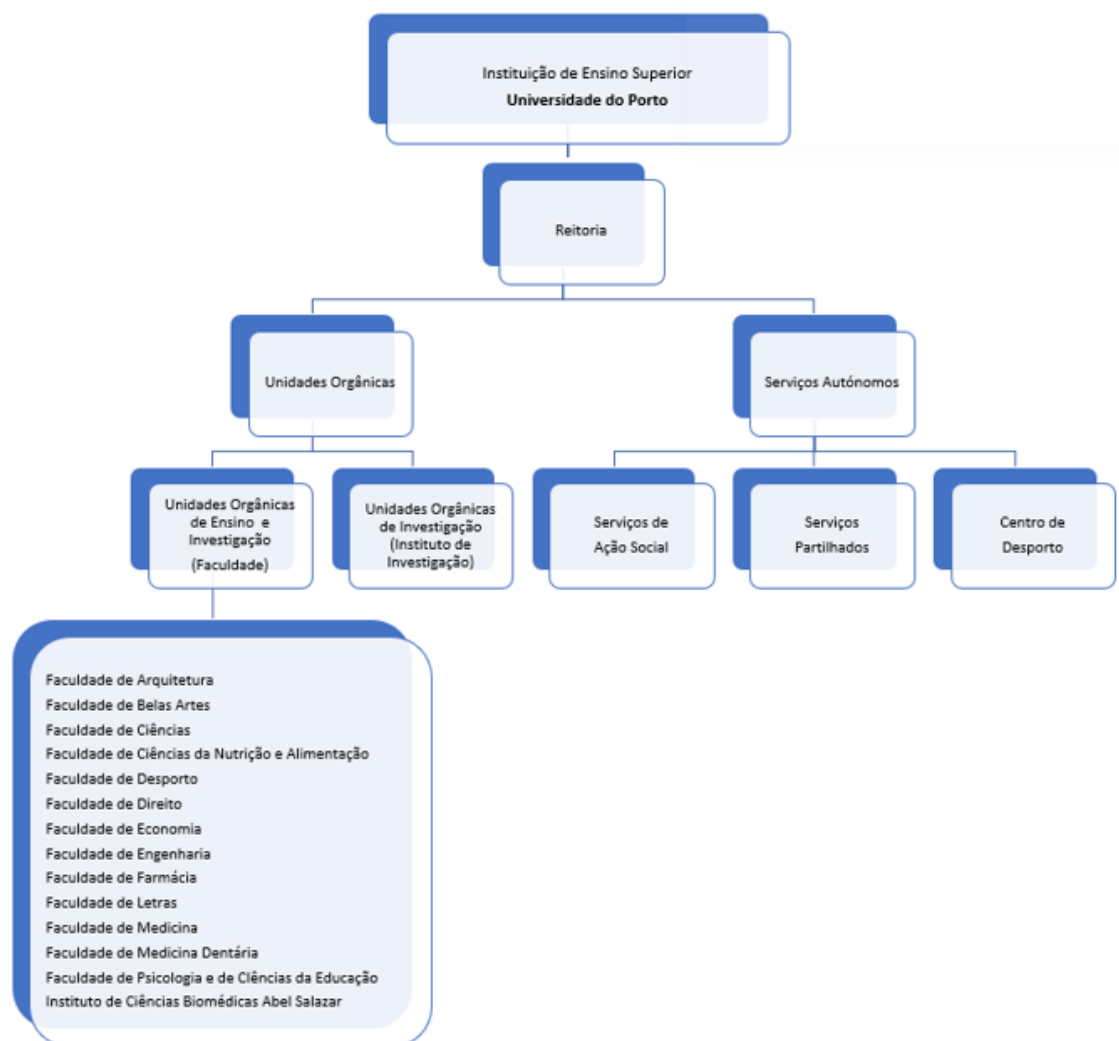 Instituição de Ensino Superior
Universidade do Porto
Reitoria
Unidades Orgânicas
Serviços Autónomos
Unidades Orgânicas
de Ensino e
Investigação
(Faculdade)
Unidades Orgânicas
de Investigação
(Instituto de
Investigação)
Serviços de
Ação Social
Serviços
Partilhados
Centro de
Desporto
Faculdade de Arquitetura
Faculdade de Belas Artes
Faculdade de Ciências
Faculdade de Ciências da Nutrição e Alimentação
Faculdade de Desporto
Faculdade de Direito
Faculdade de Economia
Faculdade de Engenharia
Faculdade de Farmácia
Faculdade de Letras
Faculdade de Medicina
Faculdade de Medicina Dentária
Faculdade de Psicologia e de CIências da Educação
Instituto de Ciências Biomédicas Abel Salazar